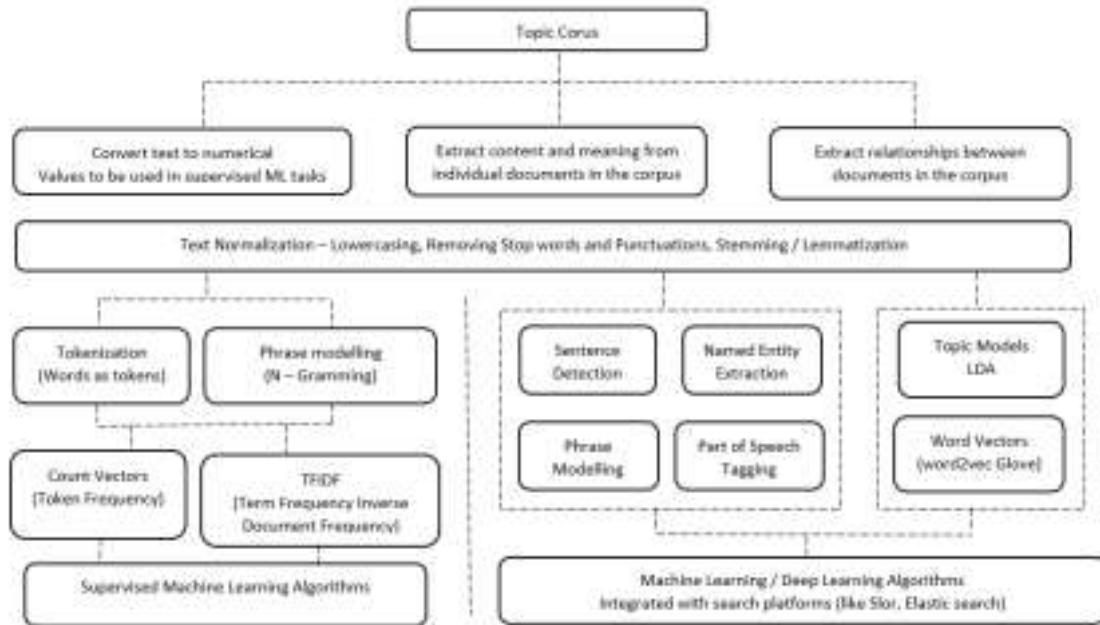 Topic Corus
Convert text to numerical
Values to be used in supervised ML tasks
Extract content and meaning from
individual documents in the corpus
Extract relationships between
documents in the corpus
Text Normalization – Lowercasing, Removing Stop words and Punctuations, Stemming / Lemmatization
Tokenization
(Words as tokens)
Phrase modelling
(N – Gramming)
Sentence
Detection
Named Entity
Extraction
Topic Models
LDA
Count Vectors
(Token Frequency)
TFIDF
(Term Frequency Inverse
Document Frequency)
Phrase
Modelling
Part of Speech
Tagging
Word Vectors
(word2vec Glove)
Supervised Machine Learning Algorithms
Machine Learning / Deep Learning Algorithms
Integrated with search platforms (like Slor, Elastic search)